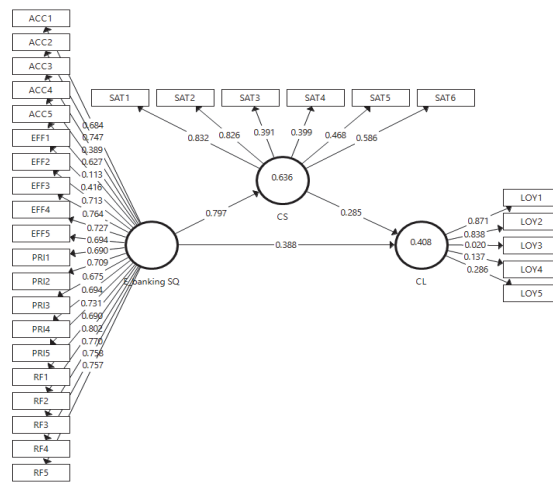 ACC1
ACC2
ACC3
ACC4
ACC5
EFF1
EFF2
EFF3
EFF4
EFF5
PRI1
PRI2
PRI3
PRI4
PRI5
RF1
RF2
RF3
RF4
RF5
0.684
0.747
0.389
0.627
0.113
0.416
0.713
0.764
0.727
0.694
0.690
0.709
0.675
0.694
0.731
0.690
0.802
0.770
0.758
0.757
E_banking SQ
SAT1 SAT2 SAT3 SAT4 SAT5 SAT6
0.832 0.826 0.391 0.399 0.468 0.586
0.636
CS
0.797
0.285
0.388
0.408
CL
0.871
0.838
0.020
0.137
0.286
LOY1
LOY2
LOY3
LOY4
LOY5